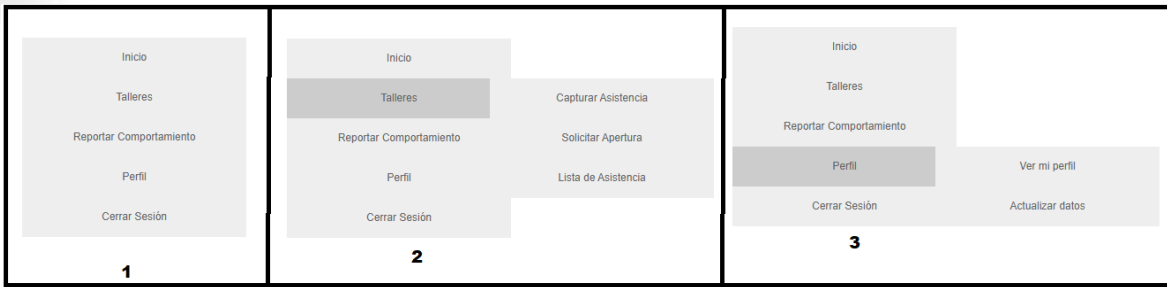 Inicio
Talleres
Reportar Comportamiento
Perfil
Cerrar Sesión
1
Inicio
Talleres Capturar Asistencia
Reportar Comportamiento Solicitar Apertura
Perfil Lista de Asistencia
Cerrar Sesión
2
Inicio
Talleres
Reportar Comportamiento
Perfil Ver mi perfil
Cerrar Sesión Actualizar datos
3